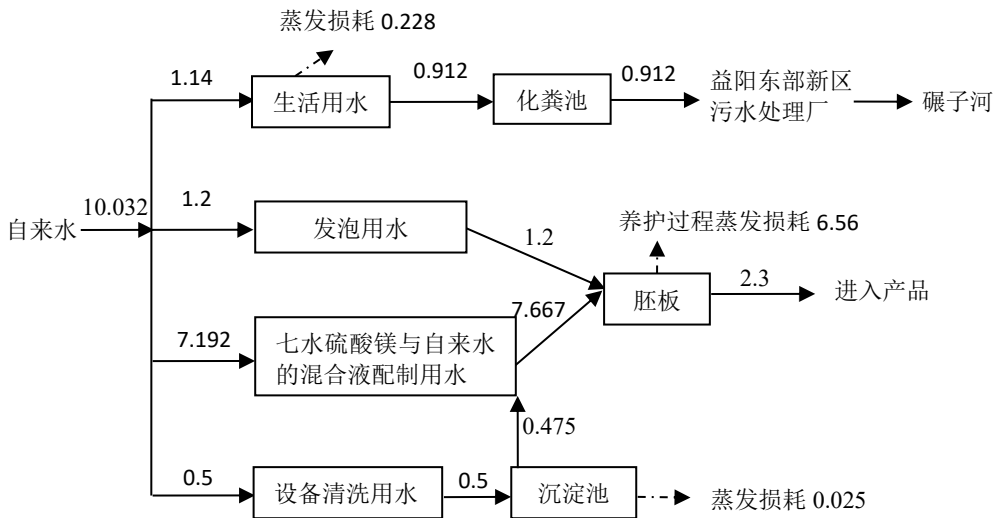 蒸发损耗 0.228
1.14
生活用水
0.912
化粪池
0.912
益阳东部新区
污水处理厂
碾子河
自来水
10.032
1.2
发泡用水
1.2
养护过程蒸发损耗 6.56
胚板
2.3
进入产品
7.192
七水硫酸镁与自来水
的混合液配制用水
7.667
0.475
0.5
设备清洗用水
0.5
沉淀池
蒸发损耗 0.025